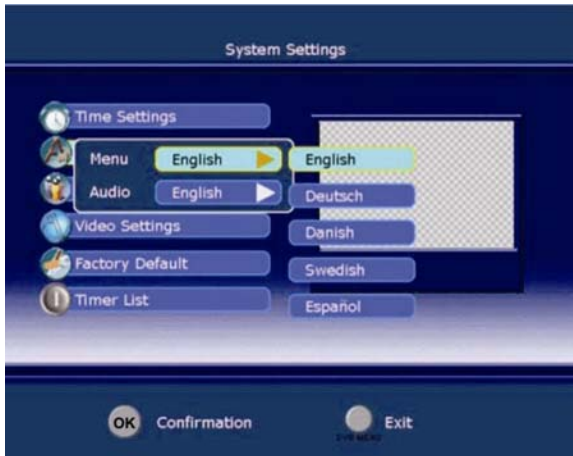 System Settings
Time Settings
Menu English English
Audio English Deutsch
Video Settings Danish
Factory Default Swedish
Timer List Español
OK Confirmation Exit